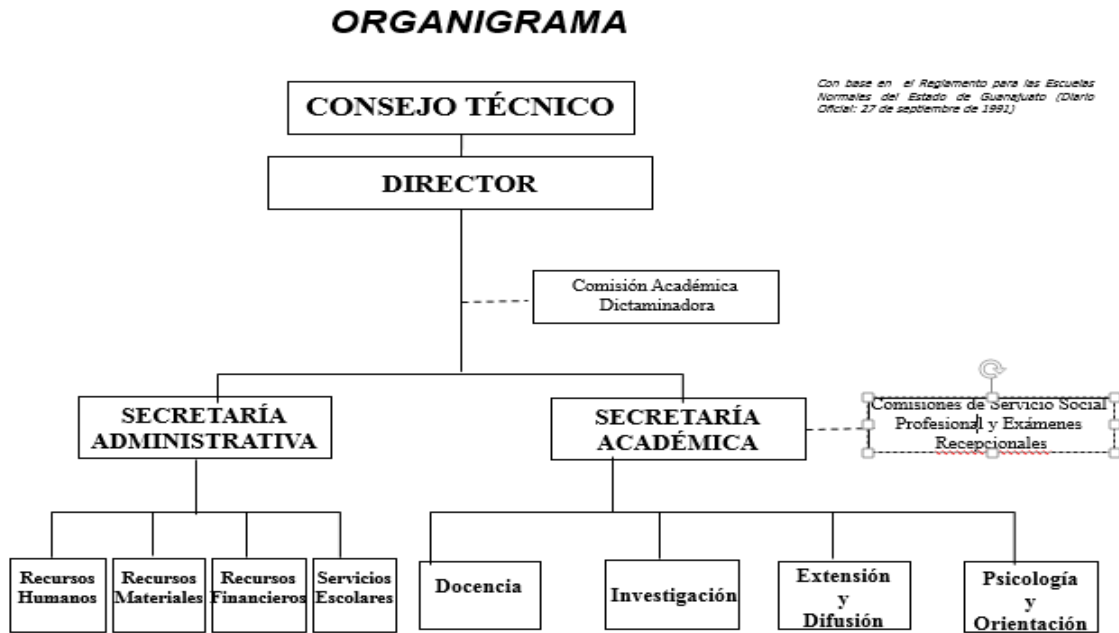 ORGANIGRAMA
Con base en el Reglamento para las Escuelas
Normales del Estado de Guanajuato (Diario
Oficial: 27 de septiembre de 1991)
CONSEJO TÉCNICO
DIRECTOR
Comisión Académica
Dictaminadora
SECRETARÍA
ADMINISTRATIVA
SECRETARÍA
ACADÉMICA
Comisiones de Servicio Social
Profesional y Exámenes
Recepcionales
Recursos
Humanos
Recursos
Materiales
Recursos
Financieros
Servicios
Escolares
Docencia
Investigación
Extensión
y
Difusión
Psicología
y
Orientación